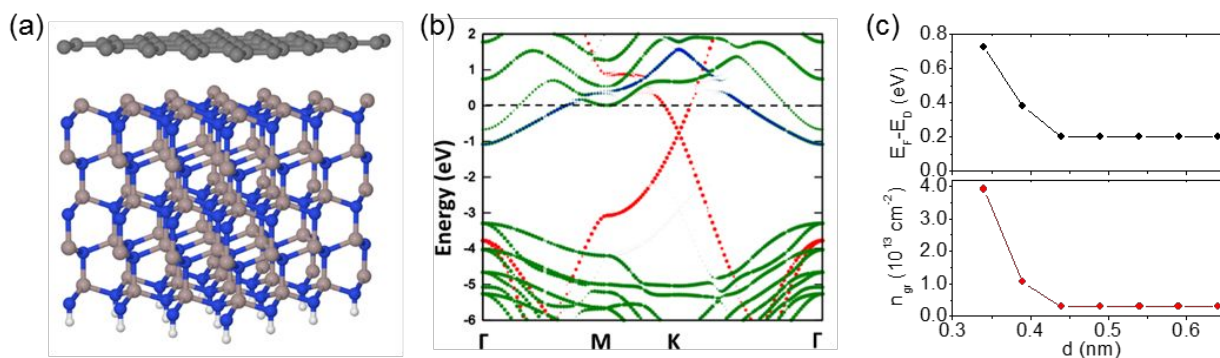 (a)
(b)
Energy (eV)
2
1
0
-1
-2
-3
-4
-5
-6
Γ M K Γ
(c)
E_F-E_D (eV)
0.8
0.6
0.4
0.2
0.0
n_gr (10^13 cm^-2)
4.0
3.0
2.0
1.0
0.0
0.3 0.4 0.5 0.6
d (nm)